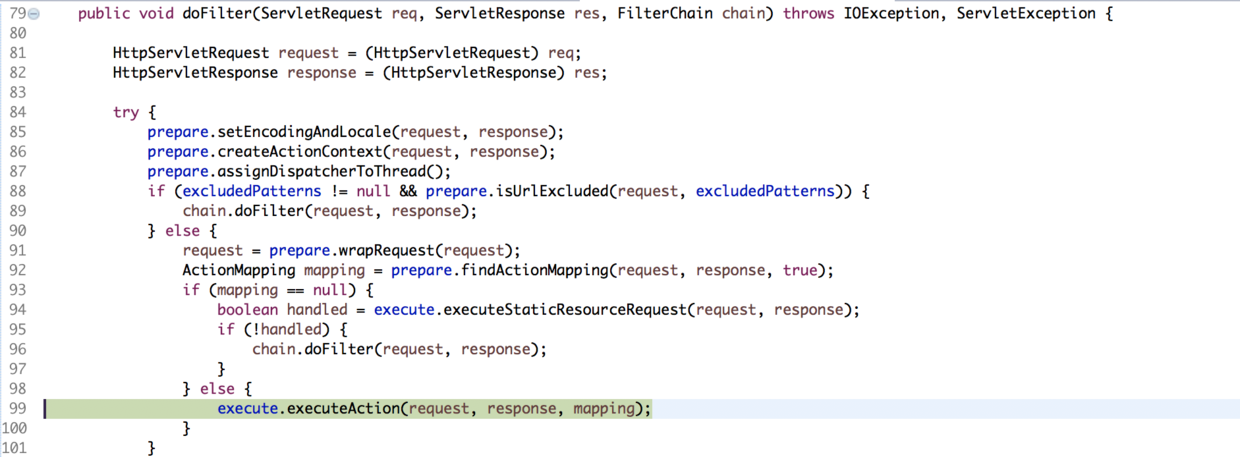 79 public void doFilter(ServletRequest req, ServletResponse res, FilterChain chain) throws IOException, ServletException {
80
81 HttpServletRequest request = (HttpServletRequest) req;
82 HttpServletResponse response = (HttpServletResponse) res;
83
84 try {
85 prepare.setEncodingAndLocale(request, response);
86 prepare.createActionContext(request, response);
87 prepare.assignDispatcherToThread();
88 if (excludedPatterns != null && prepare.isUrlExcluded(request, excludedPatterns)) {
89 chain.doFilter(request, response);
90 } else {
91 request = prepare.wrapRequest(request);
92 ActionMapping mapping = prepare.findActionMapping(request, response, true);
93 if (mapping == null) {
94 boolean handled = execute.executeStaticResourceRequest(request, response);
95 if (!handled) {
96 chain.doFilter(request, response);
97 }
98 } else {
99 execute.executeAction(request, response, mapping);
100 }
101 }